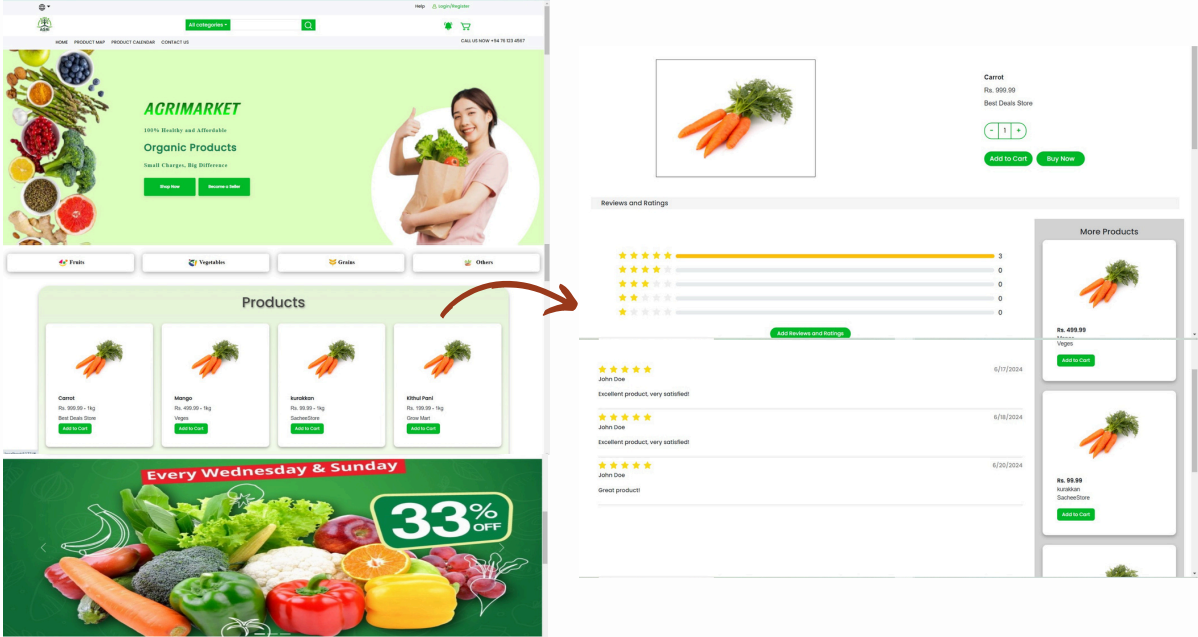 Help Login/Register
AGRI
All categories
HOME PRODUCT MAP PRODUCT CALENDAR CONTACT US
CALL US NOW +94 76 123 4567
AGRIMARKET
100% Healthy and Affordable
Organic Products
Small Charges, Big Difference
Shop Now Become a Seller
Fruits Vegetables Grains Others
Products
Carrot
Rs. 999.99 - 1kg
Best Deals Store
Add to Cart
Mango
Rs. 499.99 - 1kg
Veges
Add to Cart
kurakkan
Rs. 99.99 - 1kg
SacheeStore
Add to Cart
Kithul Pani
Rs. 199.99 - 1kg
Grow Mart
Add to Cart
Every Wednesday & Sunday
33%
OFF
Carrot
Rs. 999.99
Best Deals Store
- 1 +
Add to Cart Buy Now
Reviews and Ratings
3
0
0
0
0
Add Reviews and Ratings
6/17/2024
John Doe
Excellent product, very satisfied!
6/18/2024
John Doe
Excellent product, very satisfied!
6/20/2024
John Doe
Great product!
More Products
Rs. 499.99
Mango
Veges
Add to Cart
Rs. 99.99
kurakkan
SacheeStore
Add to Cart